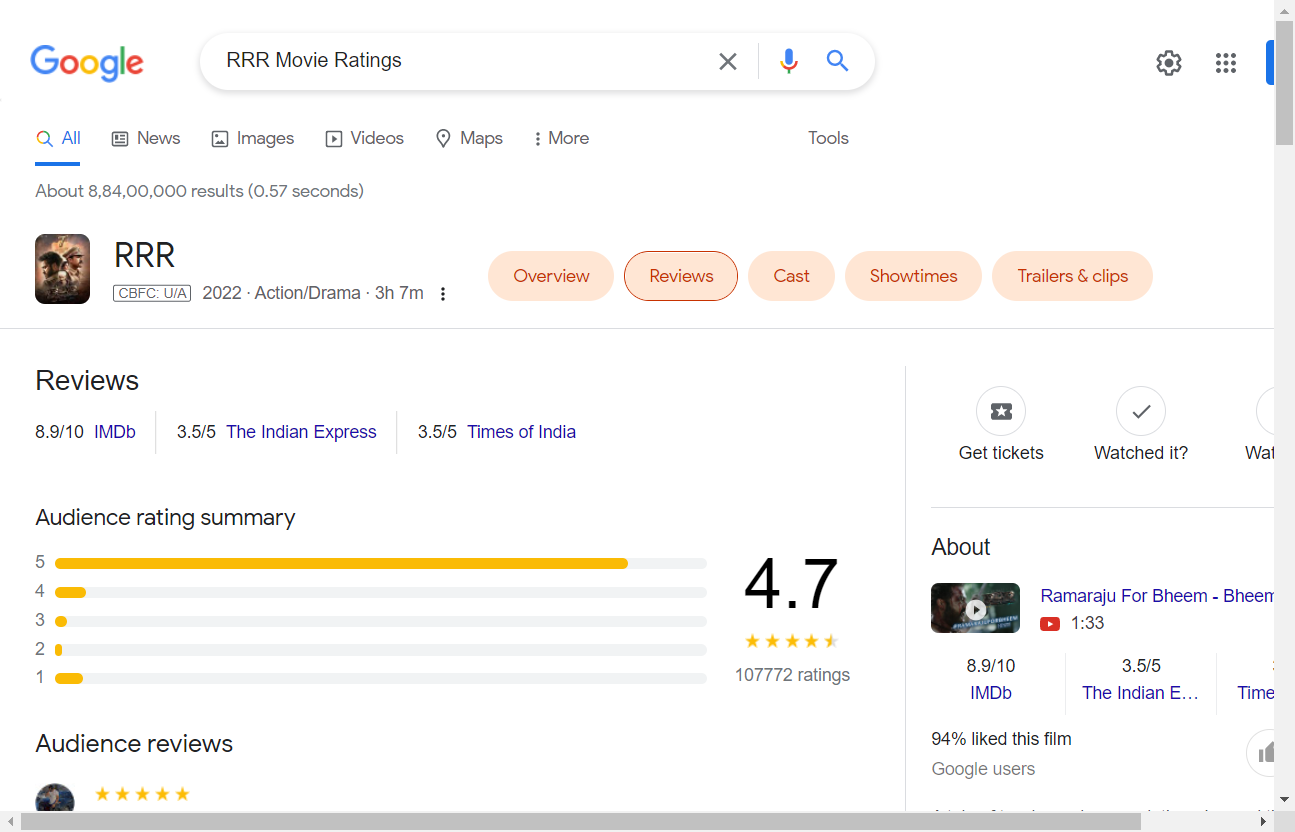 Google
RRR Movie Ratings
All
News
Images
Videos
Maps
More
Tools
About 8,84,00,000 results (0.57 seconds)
RRR
CBFC: U/A 2022 · Action/Drama · 3h 7m
Overview
Reviews
Cast
Showtimes
Trailers & clips
Reviews
8.9/10 IMDb
3.5/5 The Indian Express
3.5/5 Times of India
Audience rating summary
5
4
3
2
1
4.7
107772 ratings
Audience reviews
Get tickets
Watched it?
Wat
About
Ramaraju For Bheem - Bheem
1:33
8.9/10
IMDb
3.5/5
The Indian E…
Time
94% liked this film
Google users